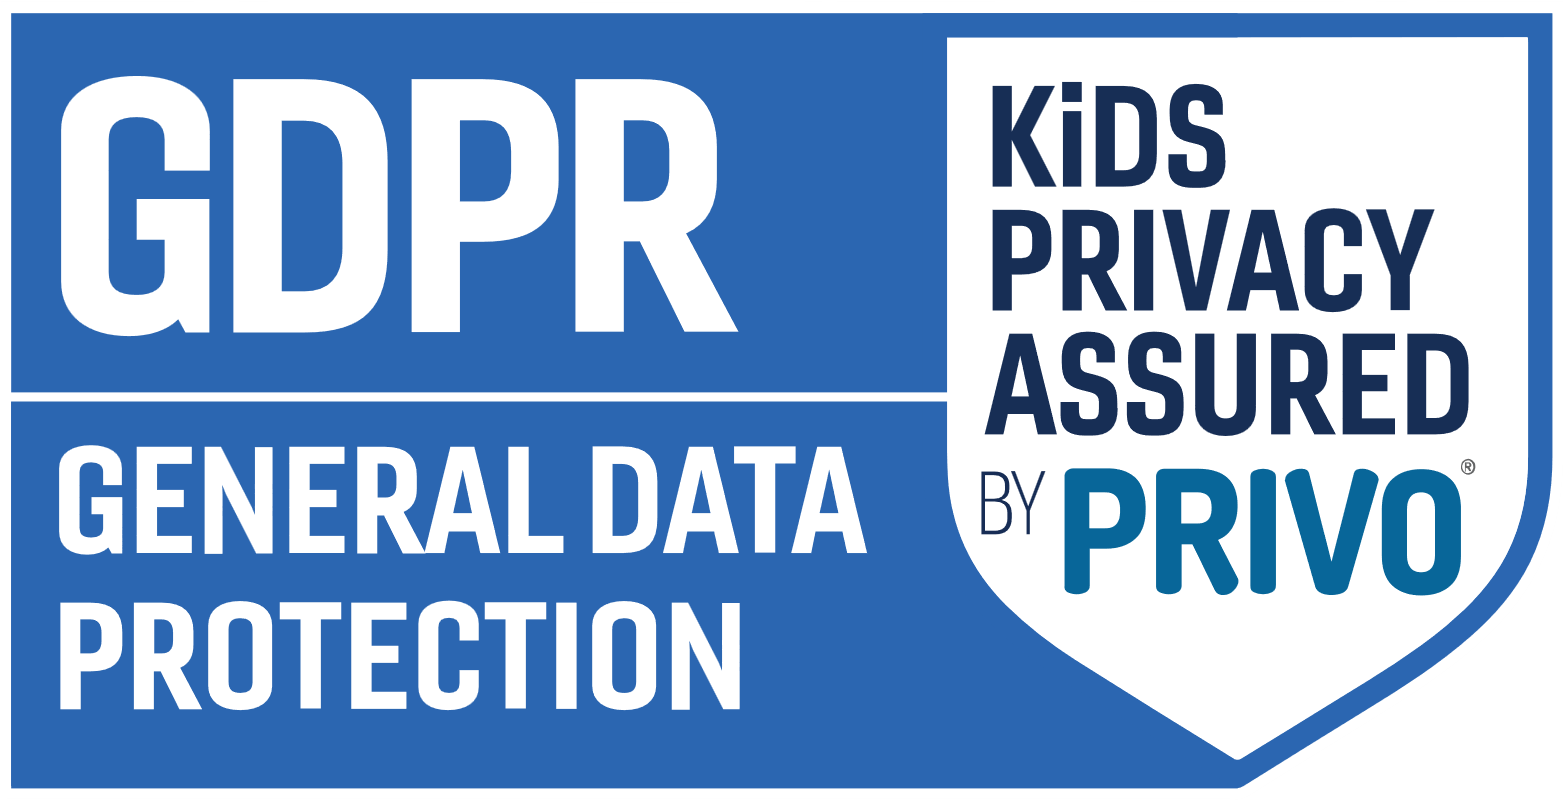 GDPR
GENERAL DATA
PROTECTION
KiDS
PRIVACY
ASSURED
BY PRIVO®